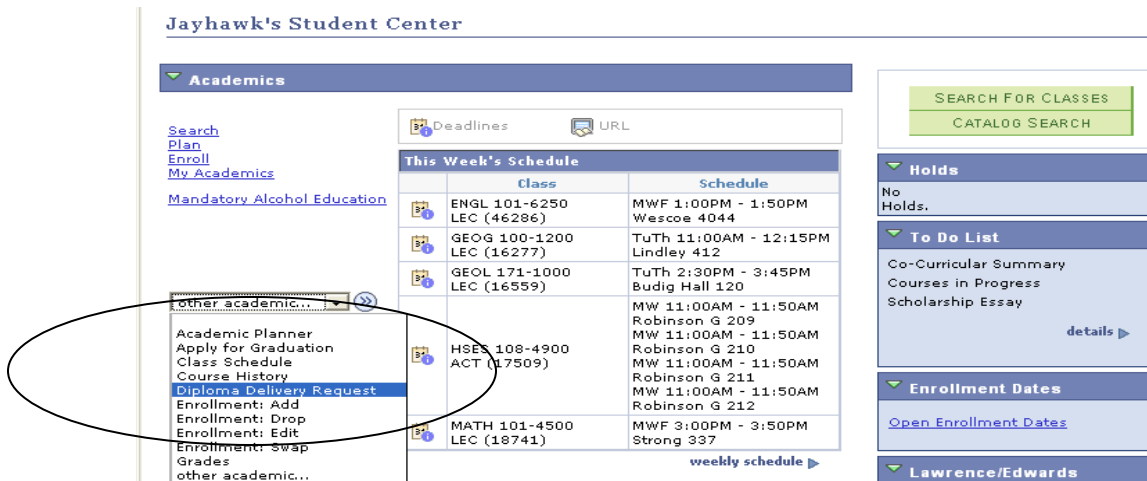 Jayhawk's Student Center
Academics
Search
Plan
Enroll
My Academics
Mandatory Alcohol Education
other academic...
Academic Planner
Apply for Graduation
Class Schedule
Course History
Diploma Delivery Request
Enrollment: Add
Enrollment: Drop
Enrollment: Edit
Enrollment: Swap
Grades
other academic...
Deadlines URL
This Week's Schedule
Class Schedule
ENGL 101-6250 MWF 1:00PM - 1:50PM
LEC (46286) Wescoe 4044
GEOG 100-1200 TuTh 11:00AM - 12:15PM
LEC (16277) Lindley 412
GEOL 171-1000 TuTh 2:30PM - 3:45PM
LEC (16559) Budig Hall 120
MW 11:00AM - 11:50AM
Robinson G 209
MW 11:00AM - 11:50AM
HSES 108-4900 Robinson G 210
ACT (17509) MW 11:00AM - 11:50AM
Robinson G 211
MW 11:00AM - 11:50AM
Robinson G 212
MATH 101-4500 MWF 3:00PM - 3:50PM
LEC (18741) Strong 337
weekly schedule
SEARCH FOR CLASSES
CATALOG SEARCH
Holds
No
Holds.
To Do List
Co-Curricular Summary
Courses in Progress
Scholarship Essay
details
Enrollment Dates
Open Enrollment Dates
Lawrence/Edwards